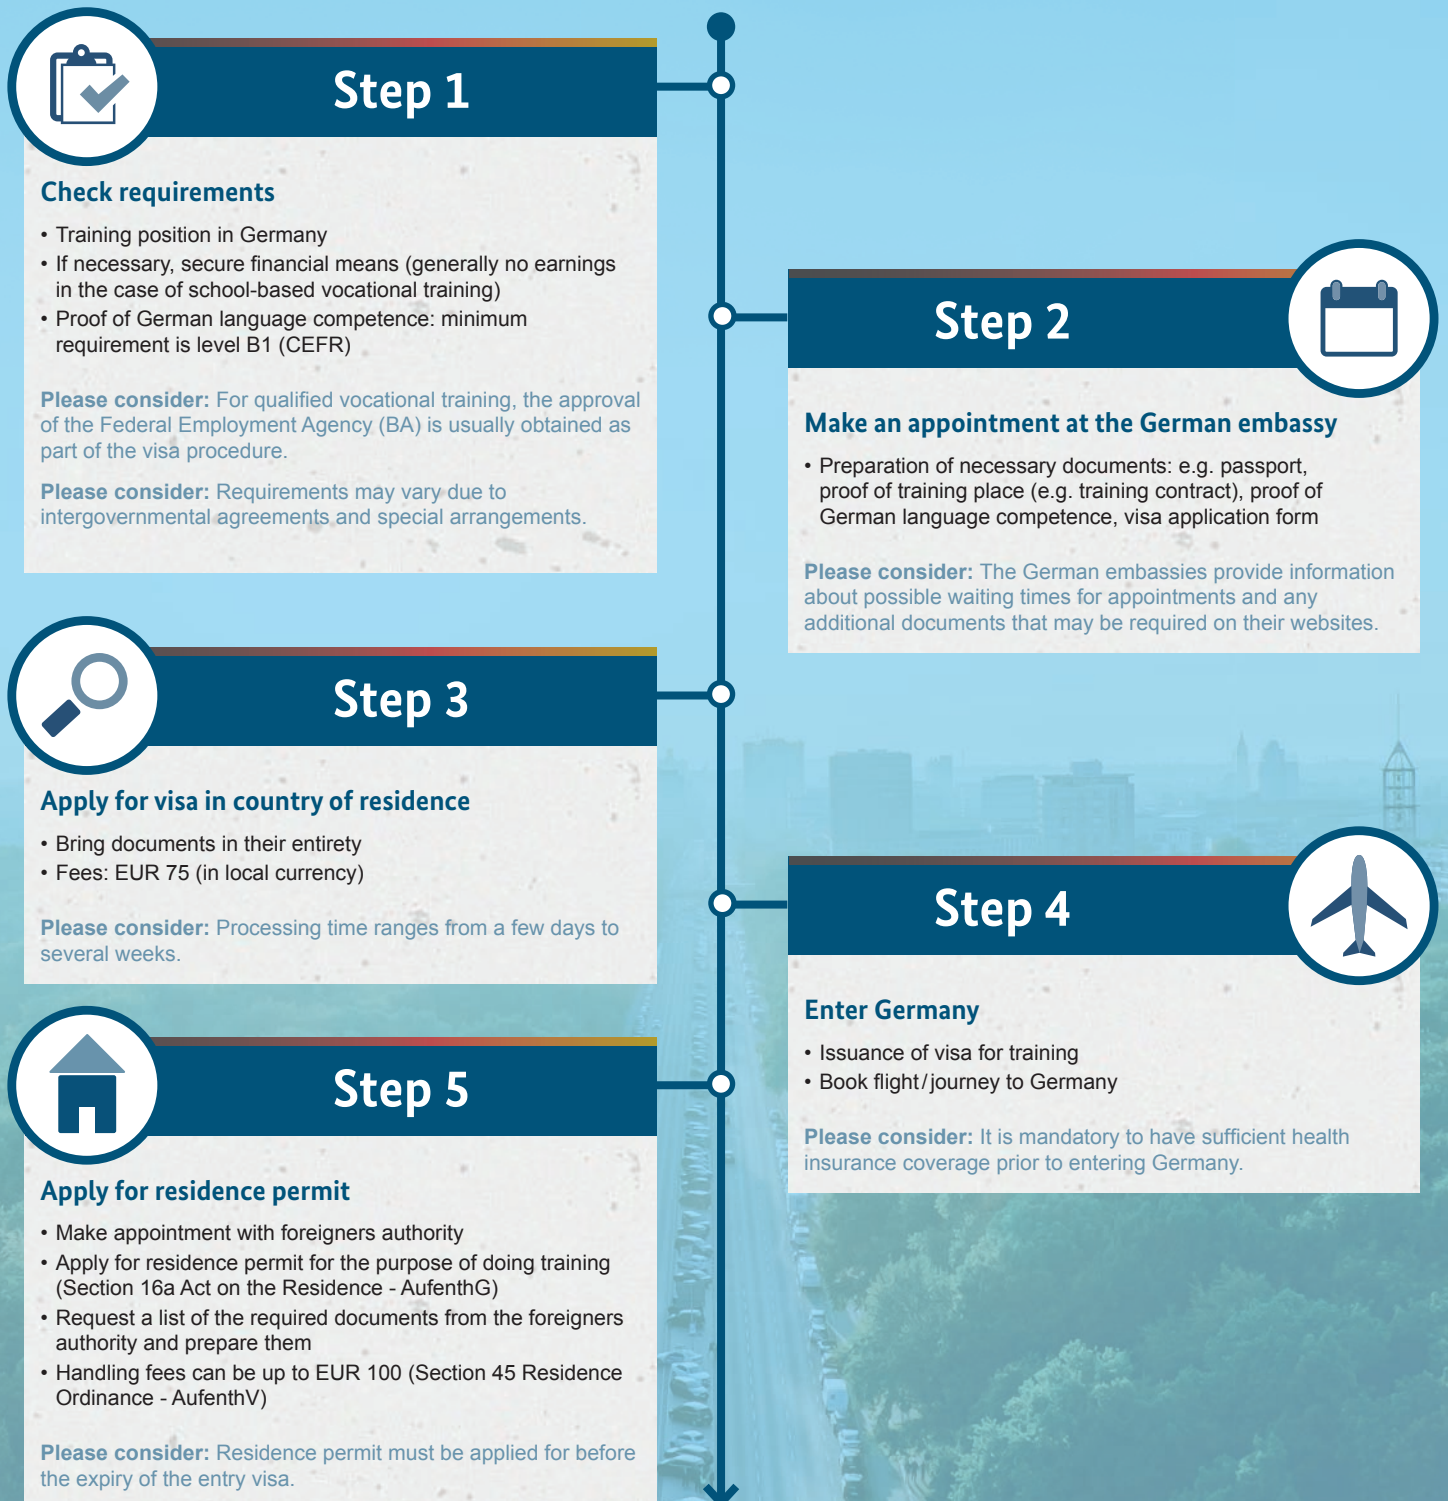 Step 1
Check requirements
• Training position in Germany
• If necessary, secure financial means (generally no earnings
in the case of school-based vocational training)
• Proof of German language competence: minimum
requirement is level B1 (CEFR)
Please consider: For qualified vocational training, the approval
of the Federal Employment Agency (BA) is usually obtained as
part of the visa procedure.
Please consider: Requirements may vary due to
intergovernmental agreements and special arrangements.
Step 2
Make an appointment at the German embassy
• Preparation of necessary documents: e.g. passport,
proof of training place (e.g. training contract), proof of
German language competence, visa application form
Please consider: The German embassies provide information
about possible waiting times for appointments and any
additional documents that may be required on their websites.
Step 3
Apply for visa in country of residence
• Bring documents in their entirety
• Fees: EUR 75 (in local currency)
Please consider: Processing time ranges from a few days to
several weeks.
Step 4
Enter Germany
• Issuance of visa for training
• Book flight/journey to Germany
Please consider: It is mandatory to have sufficient health
insurance coverage prior to entering Germany.
Step 5
Apply for residence permit
• Make appointment with foreigners authority
• Apply for residence permit for the purpose of doing training
(Section 16a Act on the Residence - AufenthG)
• Request a list of the required documents from the foreigners
authority and prepare them
• Handling fees can be up to EUR 100 (Section 45 Residence
Ordinance - AufenthV)
Please consider: Residence permit must be applied for before
the expiry of the entry visa.